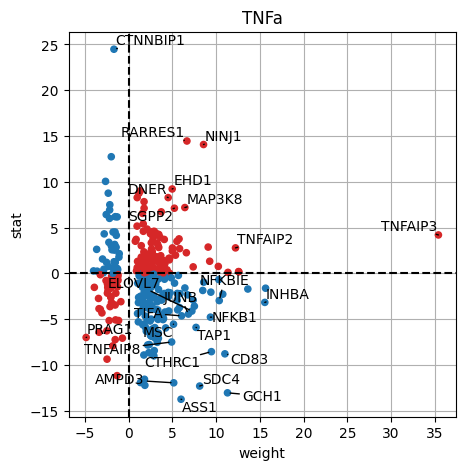 TNFa
CTNNBIP1
RARRES1
NINJ1
DNER
EHD1
MAP3K8
SGPP2
TNFAIP3
TNFAIP2
ELOVL7
NFKBIE
JUNB
INHBA
TIFA
NFKB1
PRAG1
MSC
TAP1
TNFAIP8
CTHRC1
CD83
AMPD3
SDC4
GCH1
ASS1
25
20
15
10
5
0
−5
−10
−15
stat
−5 0 5 10 15 20 25 30 35
weight